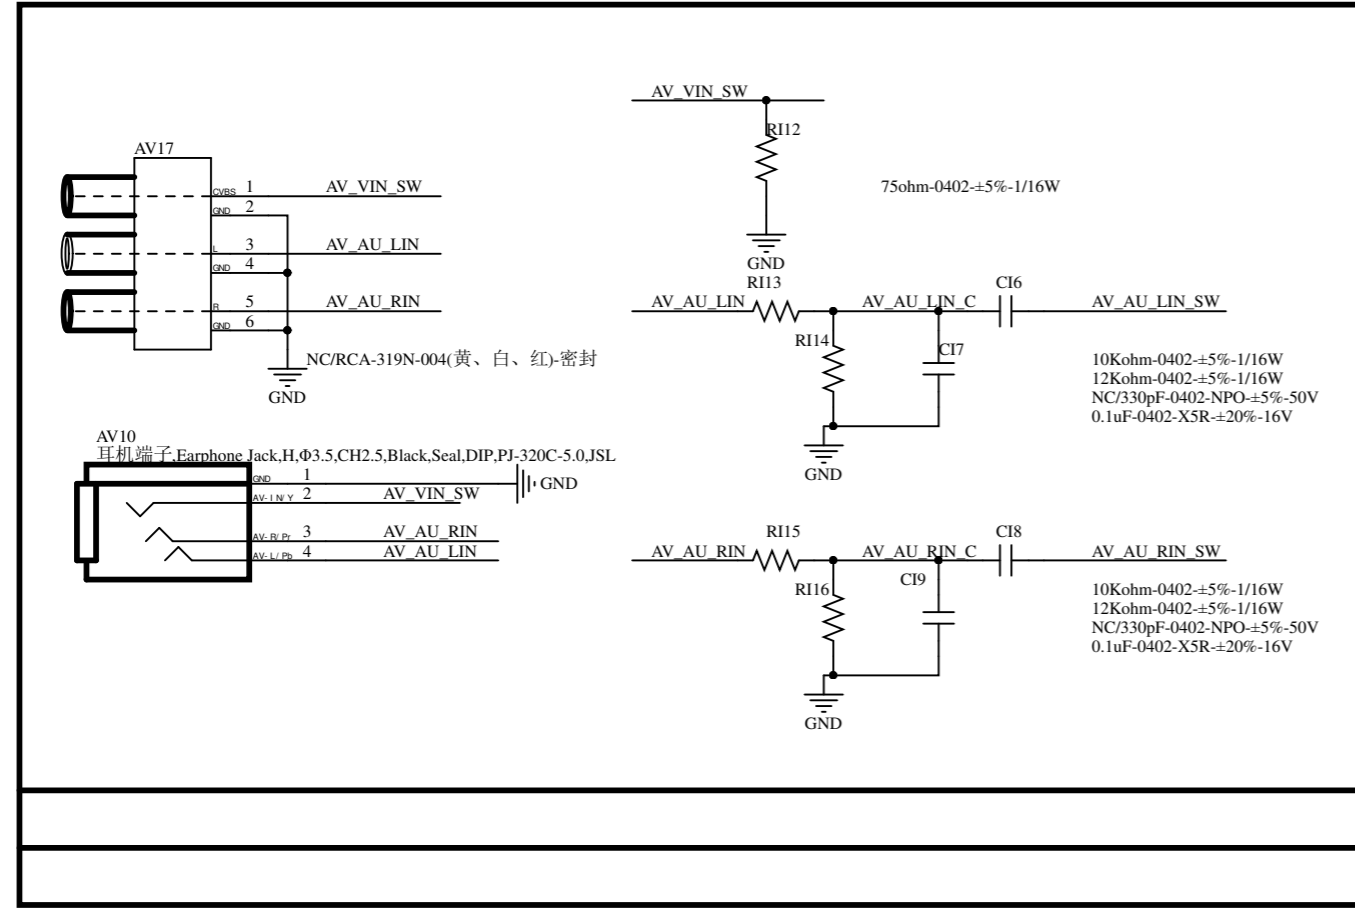 AV17
CVBS 1 AV_VIN_SW
GND 2
L 3 AV_AU_LIN
GND 4
R 5 AV_AU_RIN
GND 6
NC/RCA-319N-004(黄、白、红)-密封
GND
AV10
耳机端子,Earphone Jack,H,Φ3.5,CH2.5,Black,Seal,DIP,PJ-320C-5.0,JSL
GND 1 GND
AV-IN/Y 2 AV_VIN_SW
AV-R/Pr 3 AV_AU_RIN
AV-L/Pb 4 AV_AU_LIN
AV_VIN_SW
RI12
75ohm-0402-±5%-1/16W
GND
RI13 CI6
AV_AU_LIN AV_AU_LIN_C AV_AU_LIN_SW
RI14 CI7
10Kohm-0402-±5%-1/16W
12Kohm-0402-±5%-1/16W
NC/330pF-0402-NPO-±5%-50V
0.1uF-0402-X5R-±20%-16V
GND
RI15 CI8
AV_AU_RIN AV_AU_RIN_C AV_AU_RIN_SW
RI16 CI9
10Kohm-0402-±5%-1/16W
12Kohm-0402-±5%-1/16W
NC/330pF-0402-NPO-±5%-50V
0.1uF-0402-X5R-±20%-16V
GND